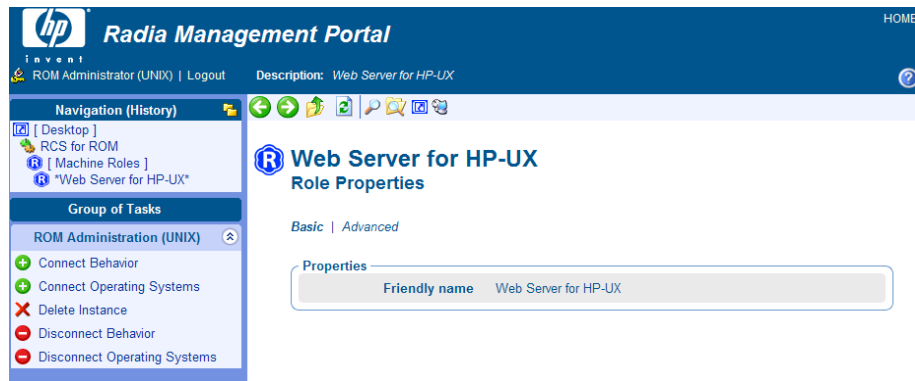 hp
invent
Radia Management Portal
HOME
ROM Administrator (UNIX) | Logout
Description: Web Server for HP-UX
?
Navigation (History)
[ Desktop ]
RCS for ROM
R [ Machine Roles ]
R *Web Server for HP-UX*
Group of Tasks
ROM Administration (UNIX)
Connect Behavior
Connect Operating Systems
Delete Instance
Disconnect Behavior
Disconnect Operating Systems
R Web Server for HP-UX
Role Properties
Basic | Advanced
Properties
Friendly name Web Server for HP-UX